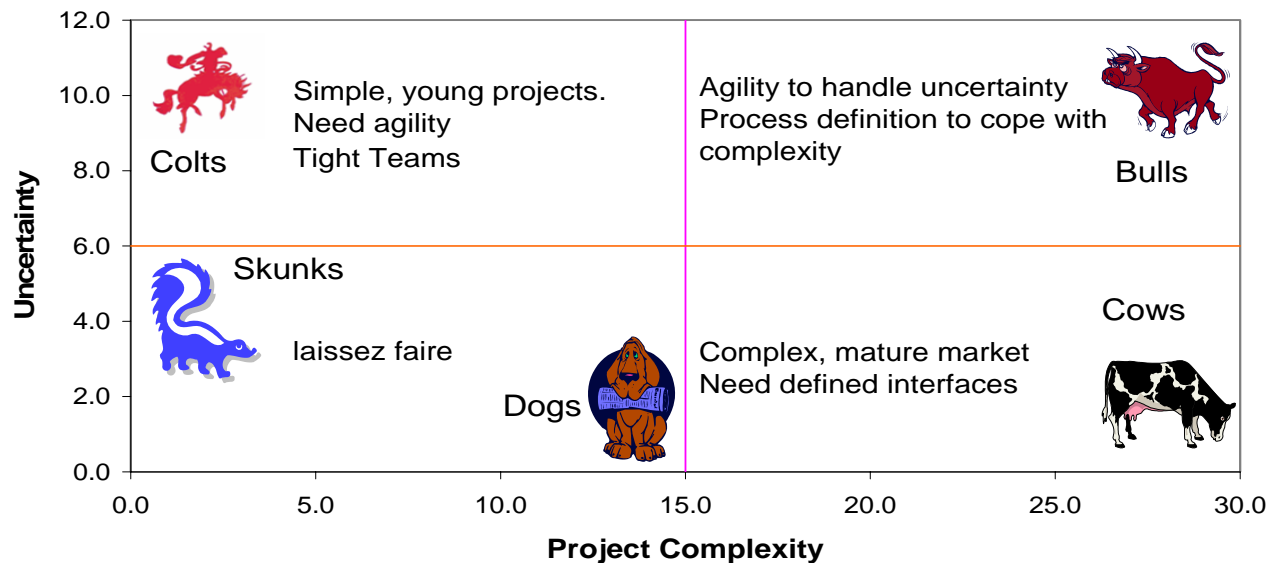 12.0
10.0
8.0
6.0
4.0
2.0
0.0
Uncertainty
Colts
Simple, young projects.
Need agility
Tight Teams
Agility to handle uncertainty
Process definition to cope with
complexity
Bulls
Skunks
laissez faire
Dogs
Cows
Complex, mature market
Need defined interfaces
0.0 5.0 10.0 15.0 20.0 25.0 30.0
Project Complexity